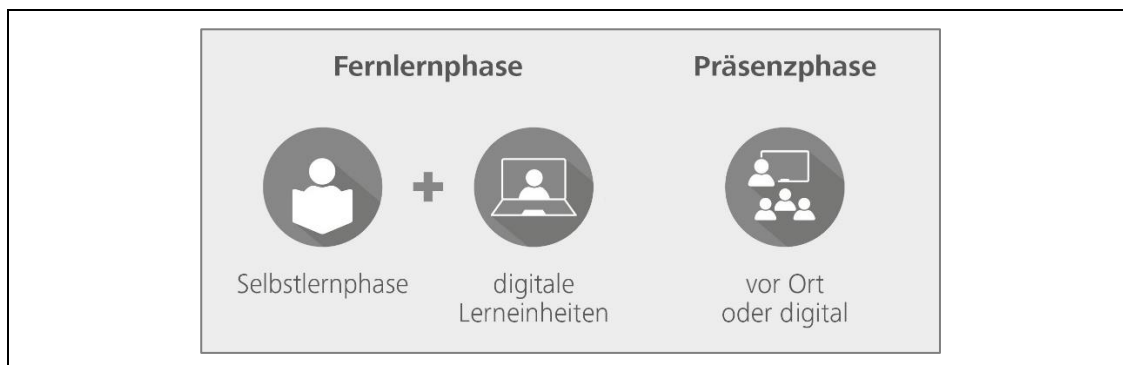 Fernlernphase
Präsenzphase
Selbstlernphase
digitale
Lerneinheiten
vor Ort
oder digital